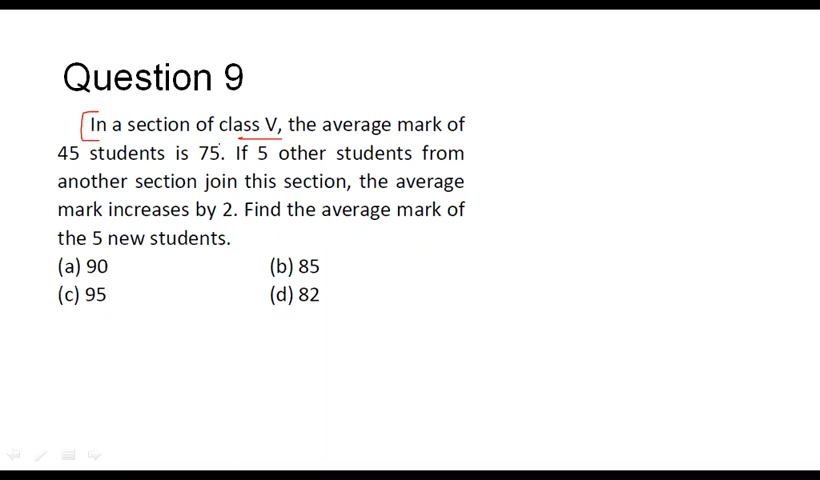 Question 9
In a section of class V, the average mark of
45 students is 75. If 5 other students from
another section join this section, the average
mark increases by 2. Find the average mark of
the 5 new students.
(a) 90 (b) 85
(c) 95 (d) 82